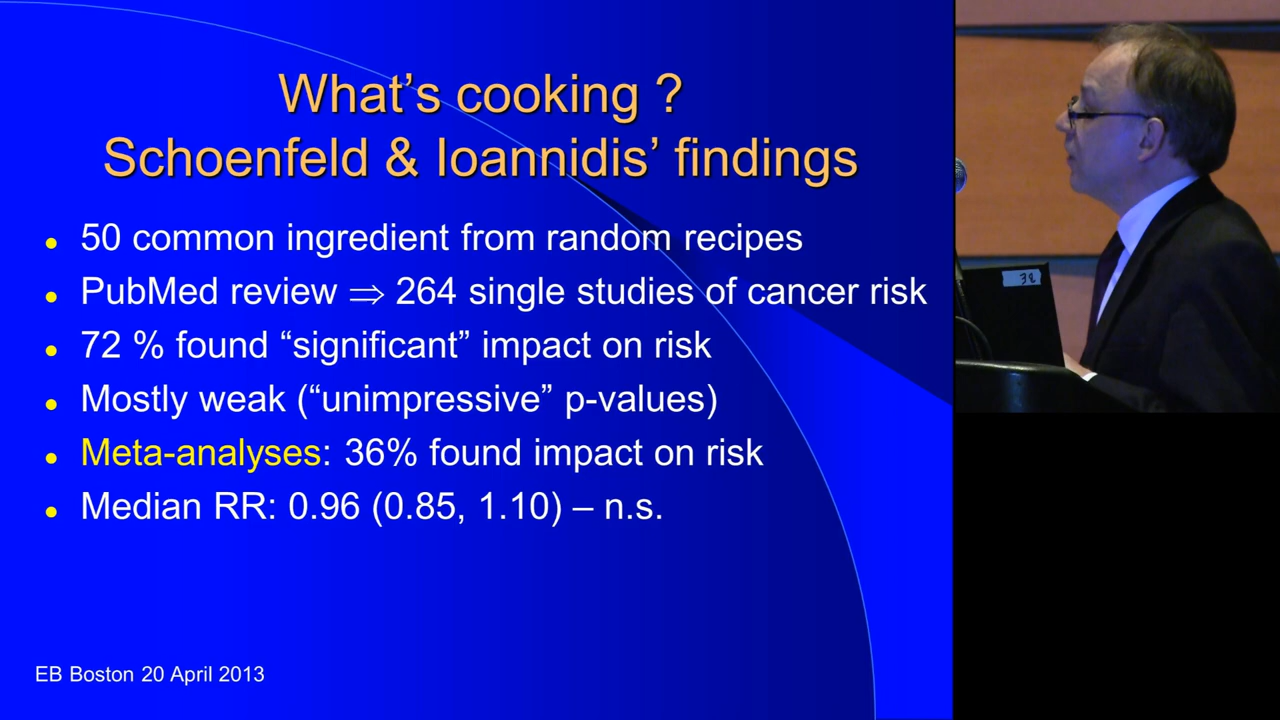 What’s cooking ?
Schoenfeld & Ioannidis’ findings
50 common ingredient from random recipes
PubMed review ⇒ 264 single studies of cancer risk
72 % found “significant” impact on risk
Mostly weak (“unimpressive” p-values)
Meta-analyses: 36% found impact on risk
Median RR: 0.96 (0.85, 1.10) – n.s.
EB Boston 20 April 2013